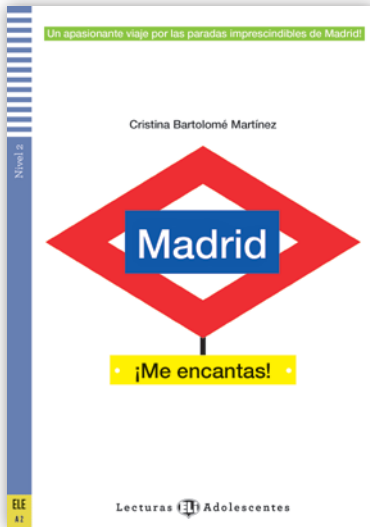 Un apasionante viaje por las paradas imprescindibles de Madrid!
Cristina Bartolomé Martínez
Nivel 2
Madrid
¡Me encantas!
ELE
A 2
Lecturas ELi Adolescentes